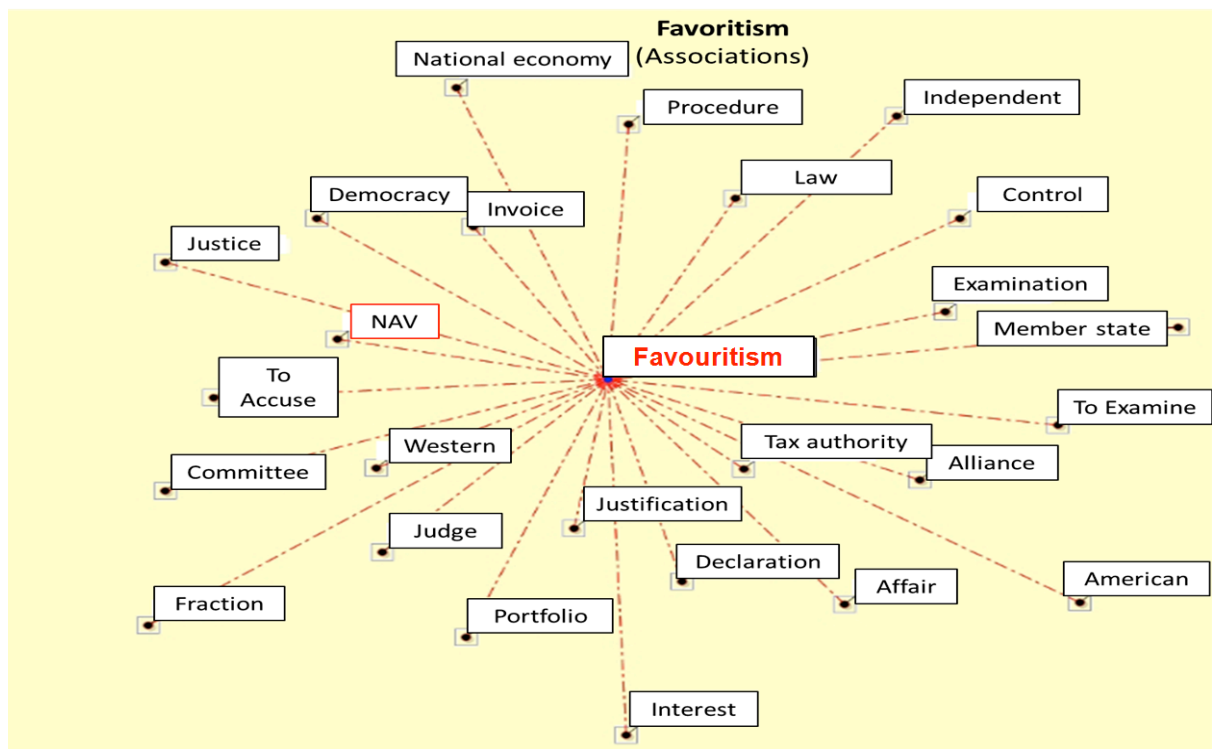 Favoritism
(Associations)
National economy
Procedure
Independent
Law
Control
Democracy
Invoice
Justice
Examination
NAV
Member state
Favouritism
To
Accuse
To Examine
Western
Tax authority
Committee
Alliance
Justification
Judge
Declaration
Affair
American
Fraction
Portfolio
Interest